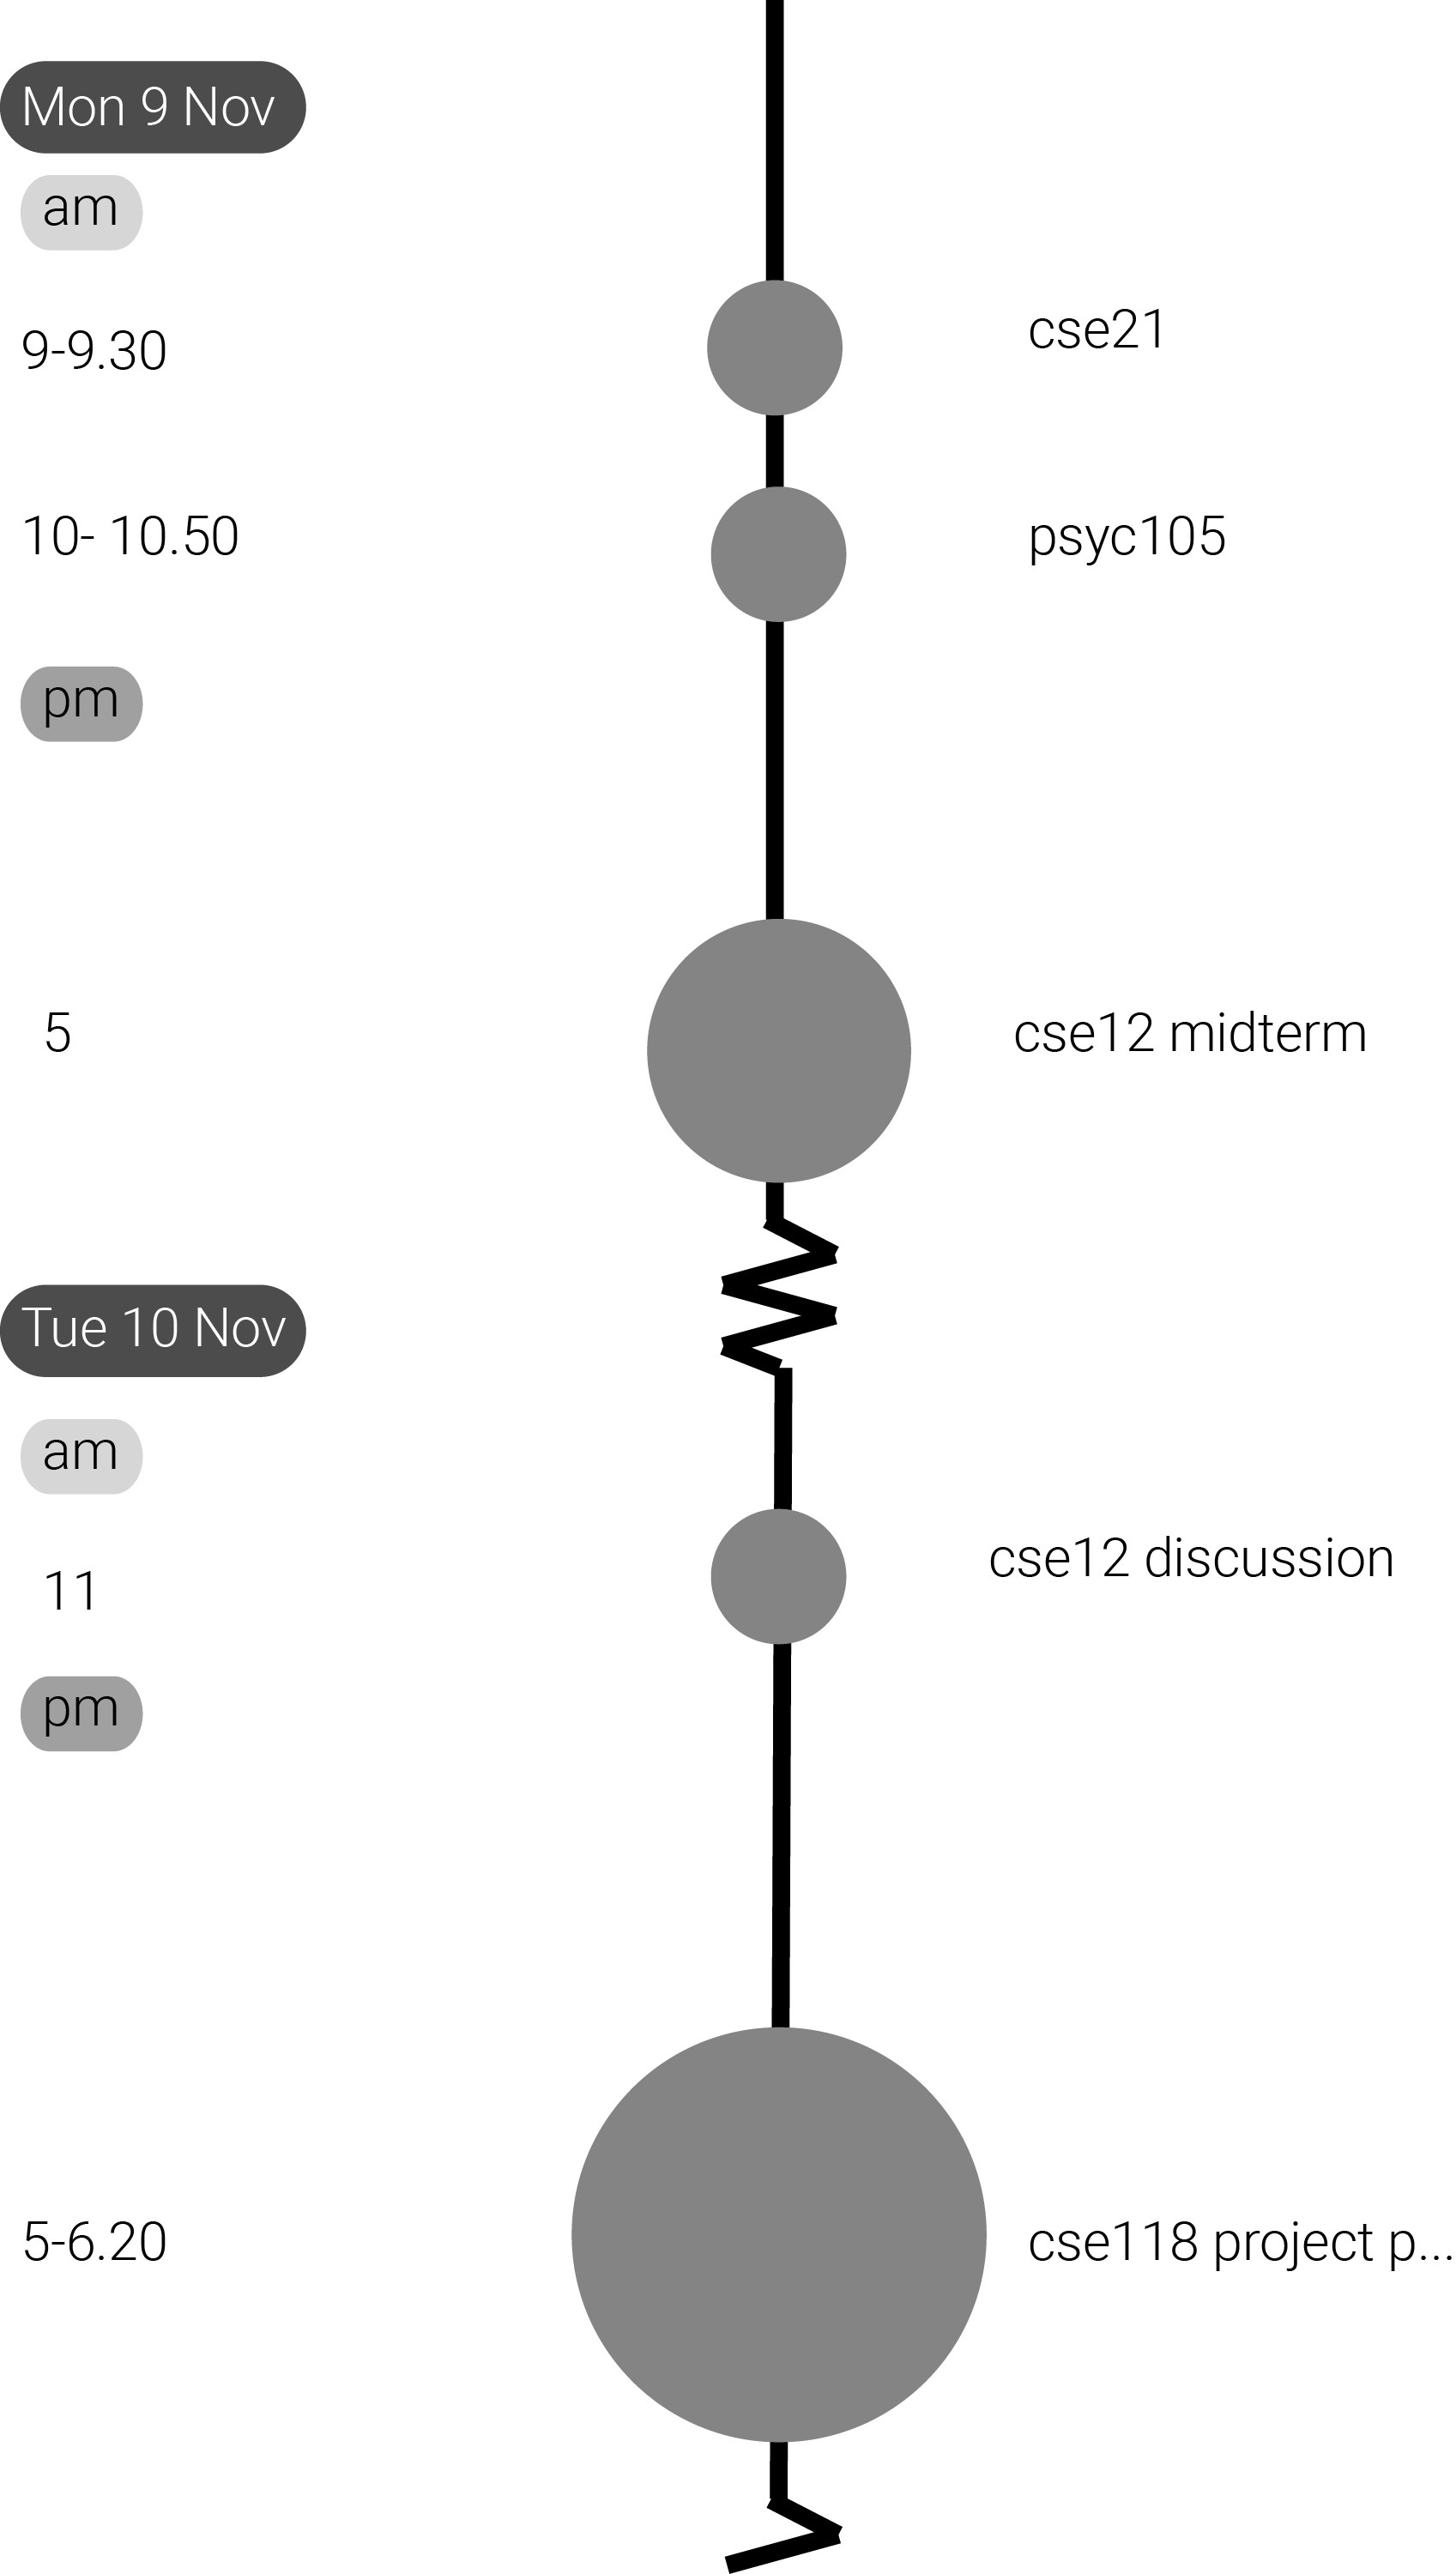 Mon 9 Nov
am
9-9.30 cse21
10- 10.50 psyc105
pm
5 cse12 midterm
Tue 10 Nov
am
11 cse12 discussion
pm
5-6.20 cse118 project p...